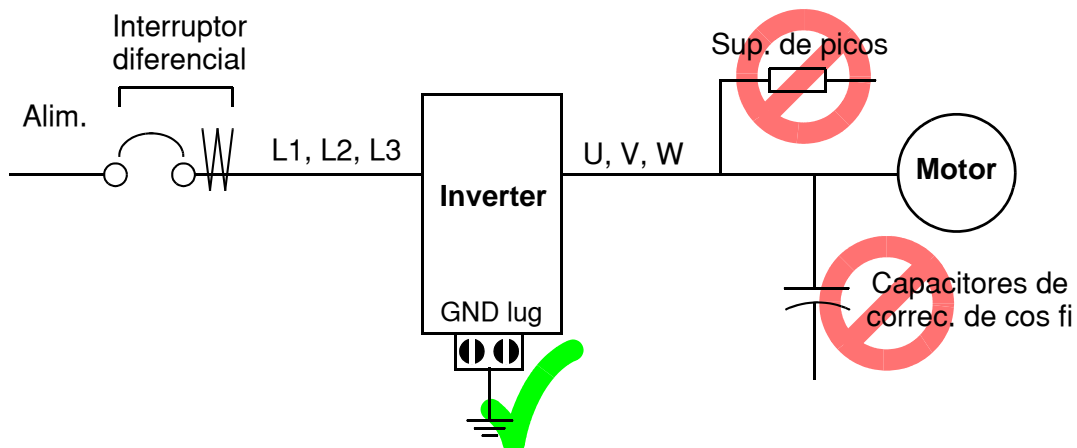 Interruptor
diferencial
Alim.
L1, L2, L3
Inverter
GND lug
U, V, W
Sup. de picos
Motor
Capacitores de
correc. de cos fi